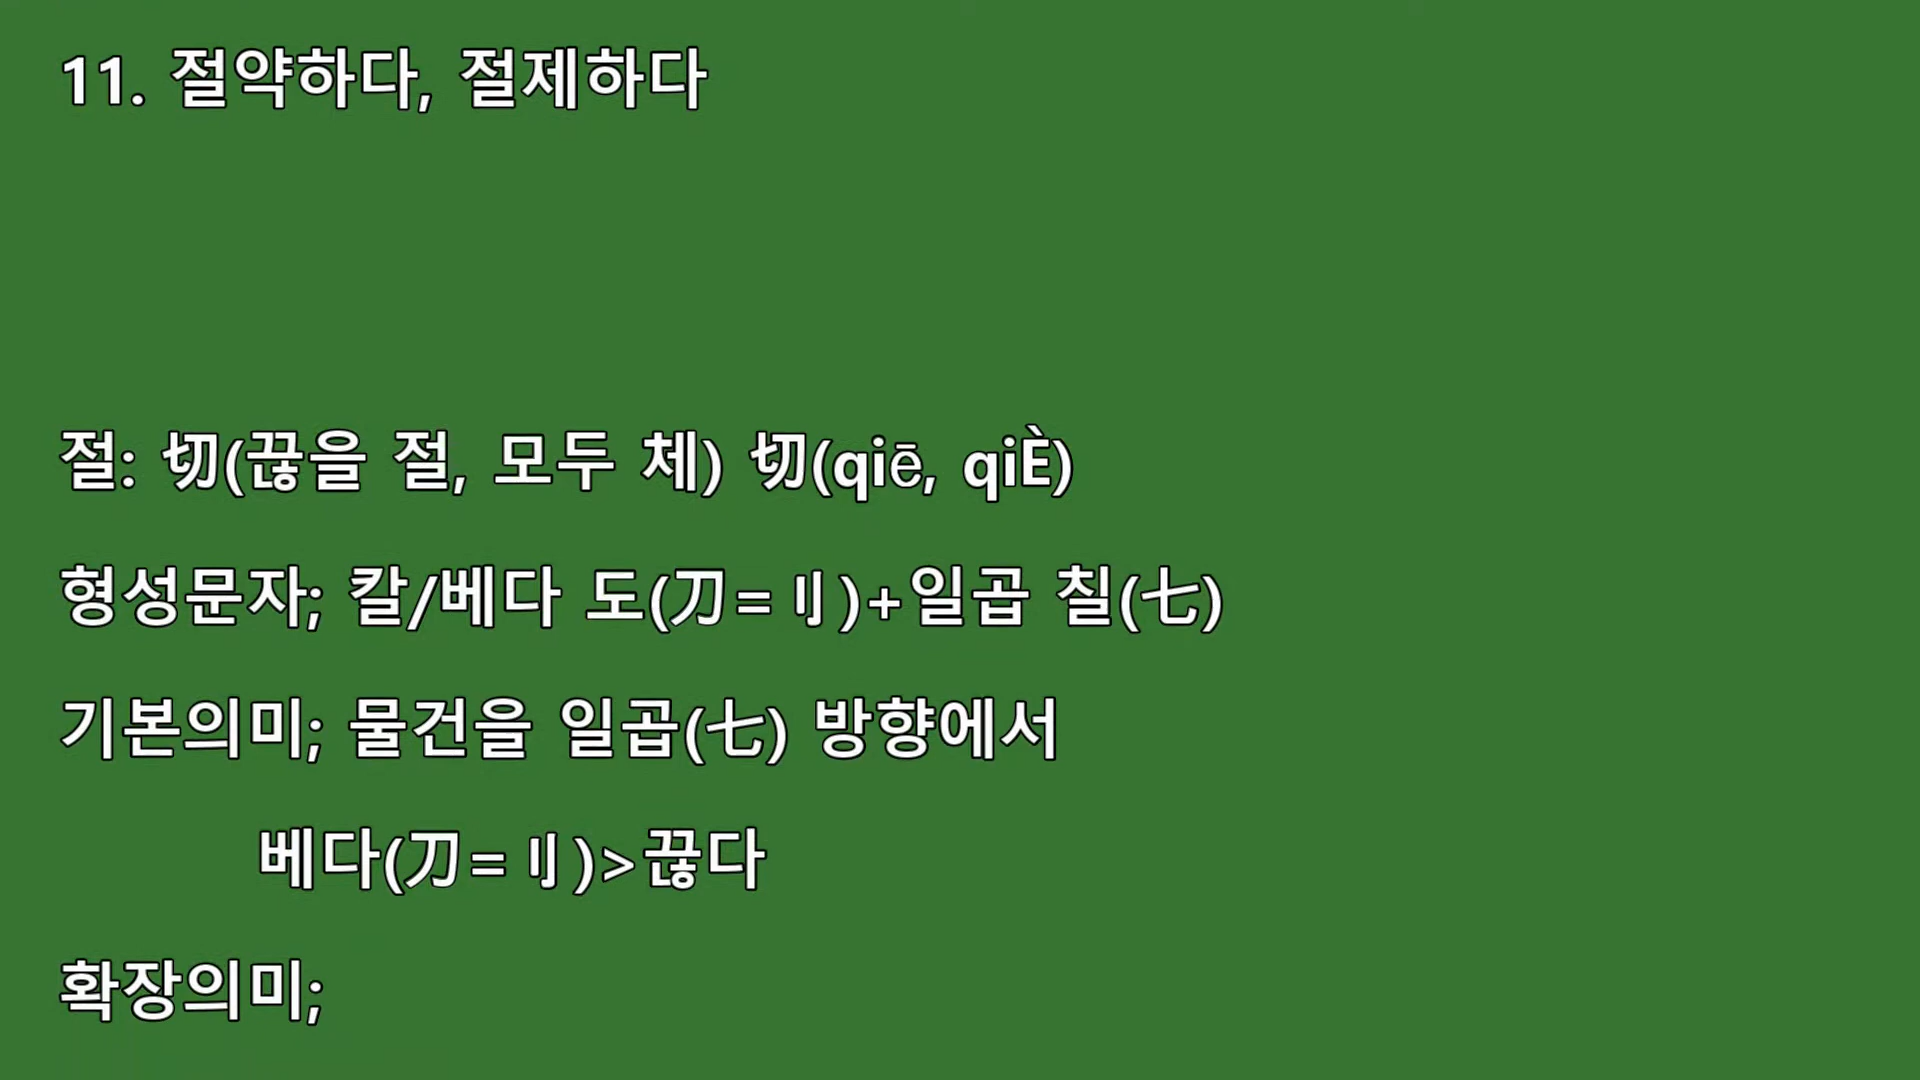 11. 절약하다, 절제하다
절: 切(끊을 절, 모두 체) 切(qiē, qiÈ)
형성문자; 칼/베다 도(刀=刂)+일곱 칠(七)
기본의미; 물건을 일곱(七) 방향에서
베다(刀=刂)>끊다
확장의미;